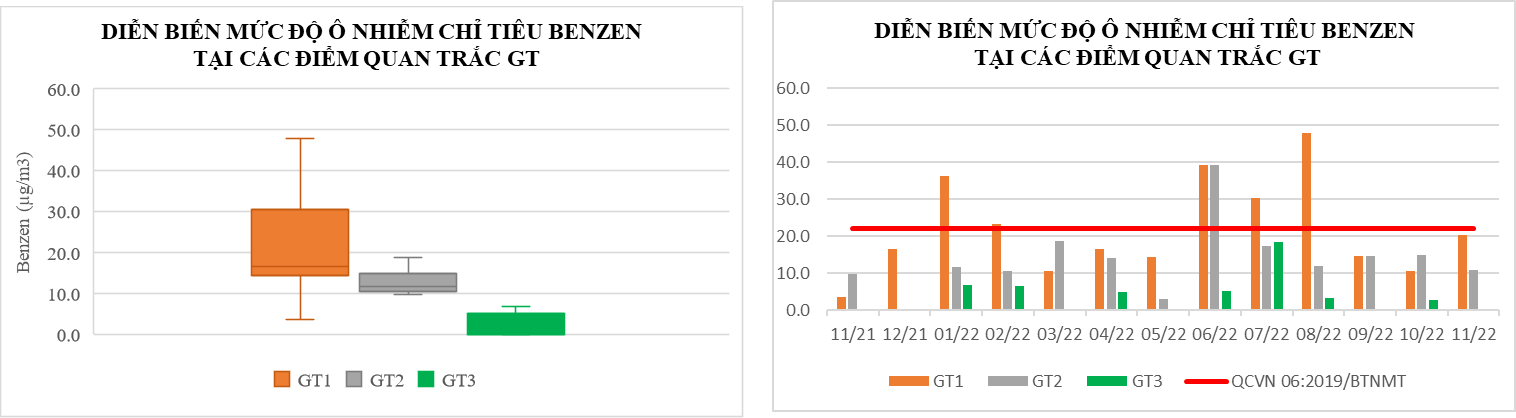 DIỄN BIẾN MỨC ĐỘ Ô NHIỄM CHỈ TIÊU BENZEN
TẠI CÁC ĐIỂM QUAN TRẮC GT
60.0
50.0
40.0
30.0
20.0
10.0
0.0
Benzen (µg/m3)
GT1 GT2 GT3
DIỄN BIẾN MỨC ĐỘ Ô NHIỄM CHỈ TIÊU BENZEN
TẠI CÁC ĐIỂM QUAN TRẮC GT
60.0
50.0
40.0
30.0
20.0
10.0
0.0
11/21 12/21 01/22 02/22 03/22 04/22 05/22 06/22 07/22 08/22 09/22 10/22 11/22
GT1 GT2 GT3 QCVN 06:2019/BTNMT